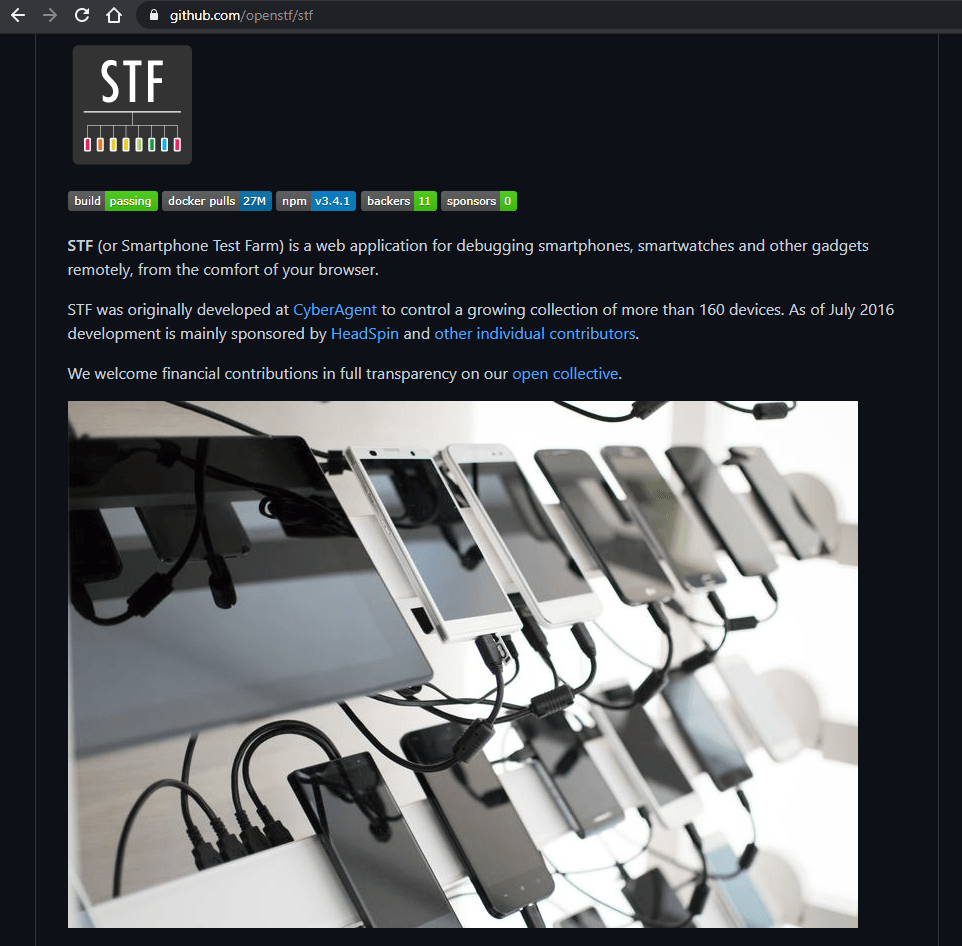 github.com/openstf/stf
STF
build passing docker pulls 27M npm v3.4.1 backers 11 sponsors 0
STF (or Smartphone Test Farm) is a web application for debugging smartphones, smartwatches and other gadgets
remotely, from the comfort of your browser.
STF was originally developed at CyberAgent to control a growing collection of more than 160 devices. As of July 2016
development is mainly sponsored by HeadSpin and other individual contributors.
We welcome financial contributions in full transparency on our open collective.